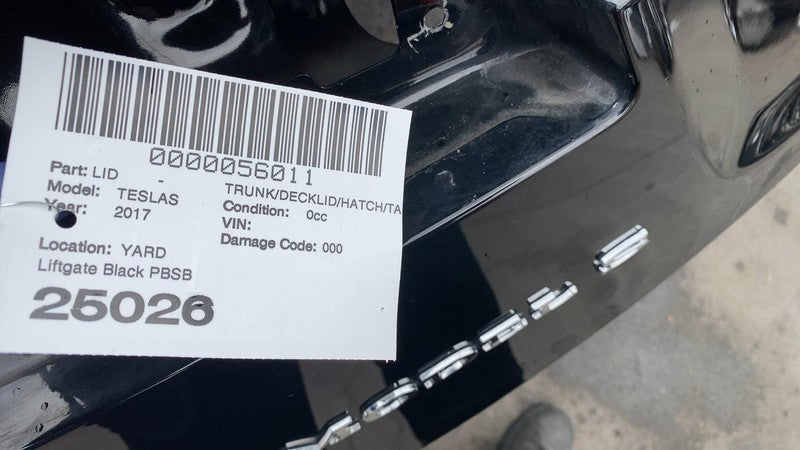 0000056011
Part: LID - TRUNK/DECKLID/HATCH/TA
Model: TESLAS Condition: 0cc
Year: 2017 VIN:
Location: YARD Damage Code: 000
Liftgate Black PBSB
25026
MODEL S